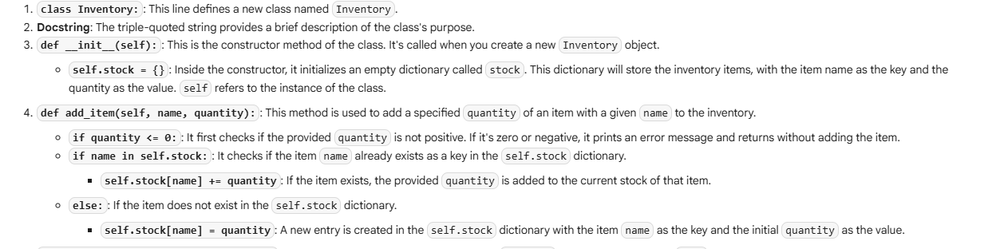 1. class Inventory: : This line defines a new class named Inventory.
2. Docstring: The triple-quoted string provides a brief description of the class's purpose.
3. def __init__(self): : This is the constructor method of the class. It's called when you create a new Inventory object.
self.stock = {} : Inside the constructor, it initializes an empty dictionary called stock. This dictionary will store the inventory items, with the item name as the key and the
quantity as the value. self refers to the instance of the class.
4. def add_item(self, name, quantity): : This method is used to add a specified quantity of an item with a given name to the inventory.
if quantity <= 0: : It first checks if the provided quantity is not positive. If it's zero or negative, it prints an error message and returns without adding the item.
if name in self.stock: : It checks if the item name already exists as a key in the self.stock dictionary.
self.stock[name] += quantity : If the item exists, the provided quantity is added to the current stock of that item.
else: : If the item does not exist in the self.stock dictionary.
self.stock[name] = quantity : A new entry is created in the self.stock dictionary with the item name as the key and the initial quantity as the value.